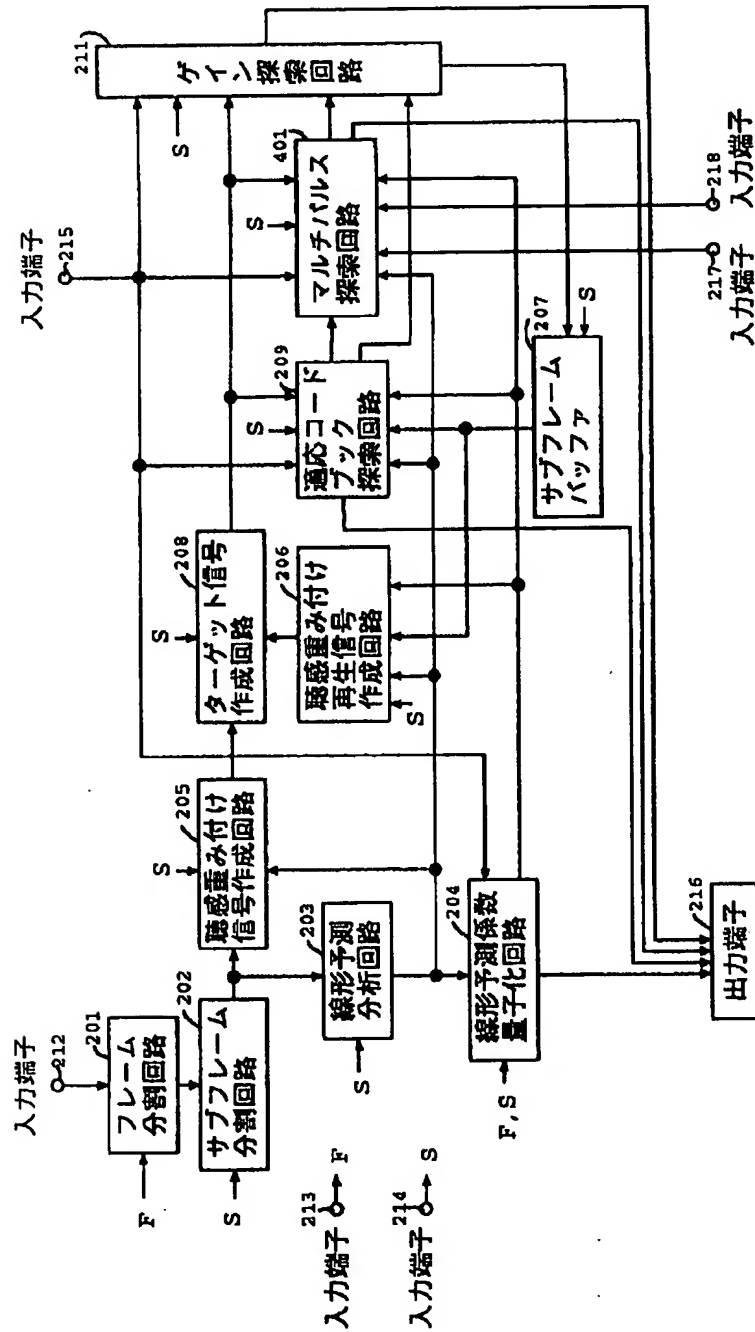 入力端子
212
201
フレーム
分割回路
F
202
サブフレーム
分割回路
S
入力端子
213
F
入力端子
214
S
203
線形予測
分析回路
S
204
線形予測係数
量子化回路
F, S
205
聴感重み付け
信号作成回路
S
208
ターゲット信号
作成回路
S
206
聴感重み付け
再生信号
作成回路
S
入力端子
215
209
適応コード
ブック
探索回路
S
401
マルチパルス
探索回路
S
211
ゲイン探索回路
S
207
サブフレーム
バッファ
S
217
入力端子
218
入力端子
216
出力端子